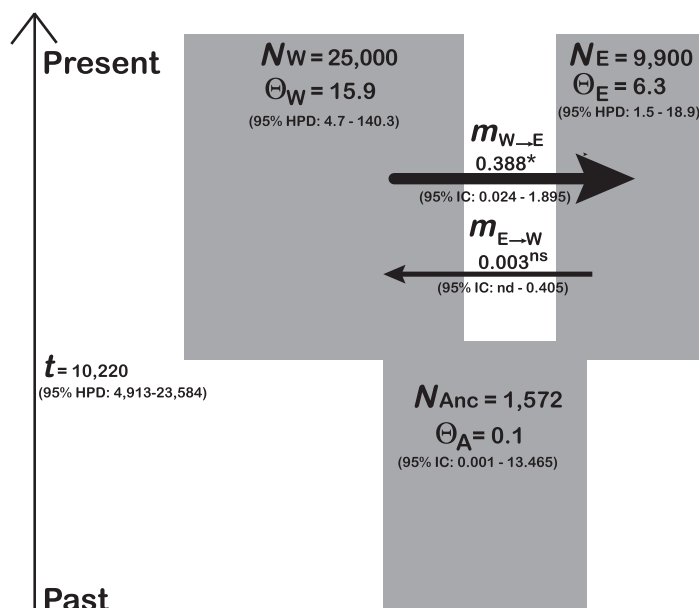 Present
NW = 25,000
ΘW = 15.9
(95% HPD: 4.7 - 140.3)
NE = 9,900
ΘE = 6.3
(95% HPD: 1.5 - 18.9)
mW→E
0.388*
(95% IC: 0.024 - 1.895)
mE→W
0.003ns
(95% IC: nd - 0.405)
t = 10,220
(95% HPD: 4,913-23,584)
NAnc = 1,572
ΘA = 0.1
(95% IC: 0.001 - 13.465)
Past